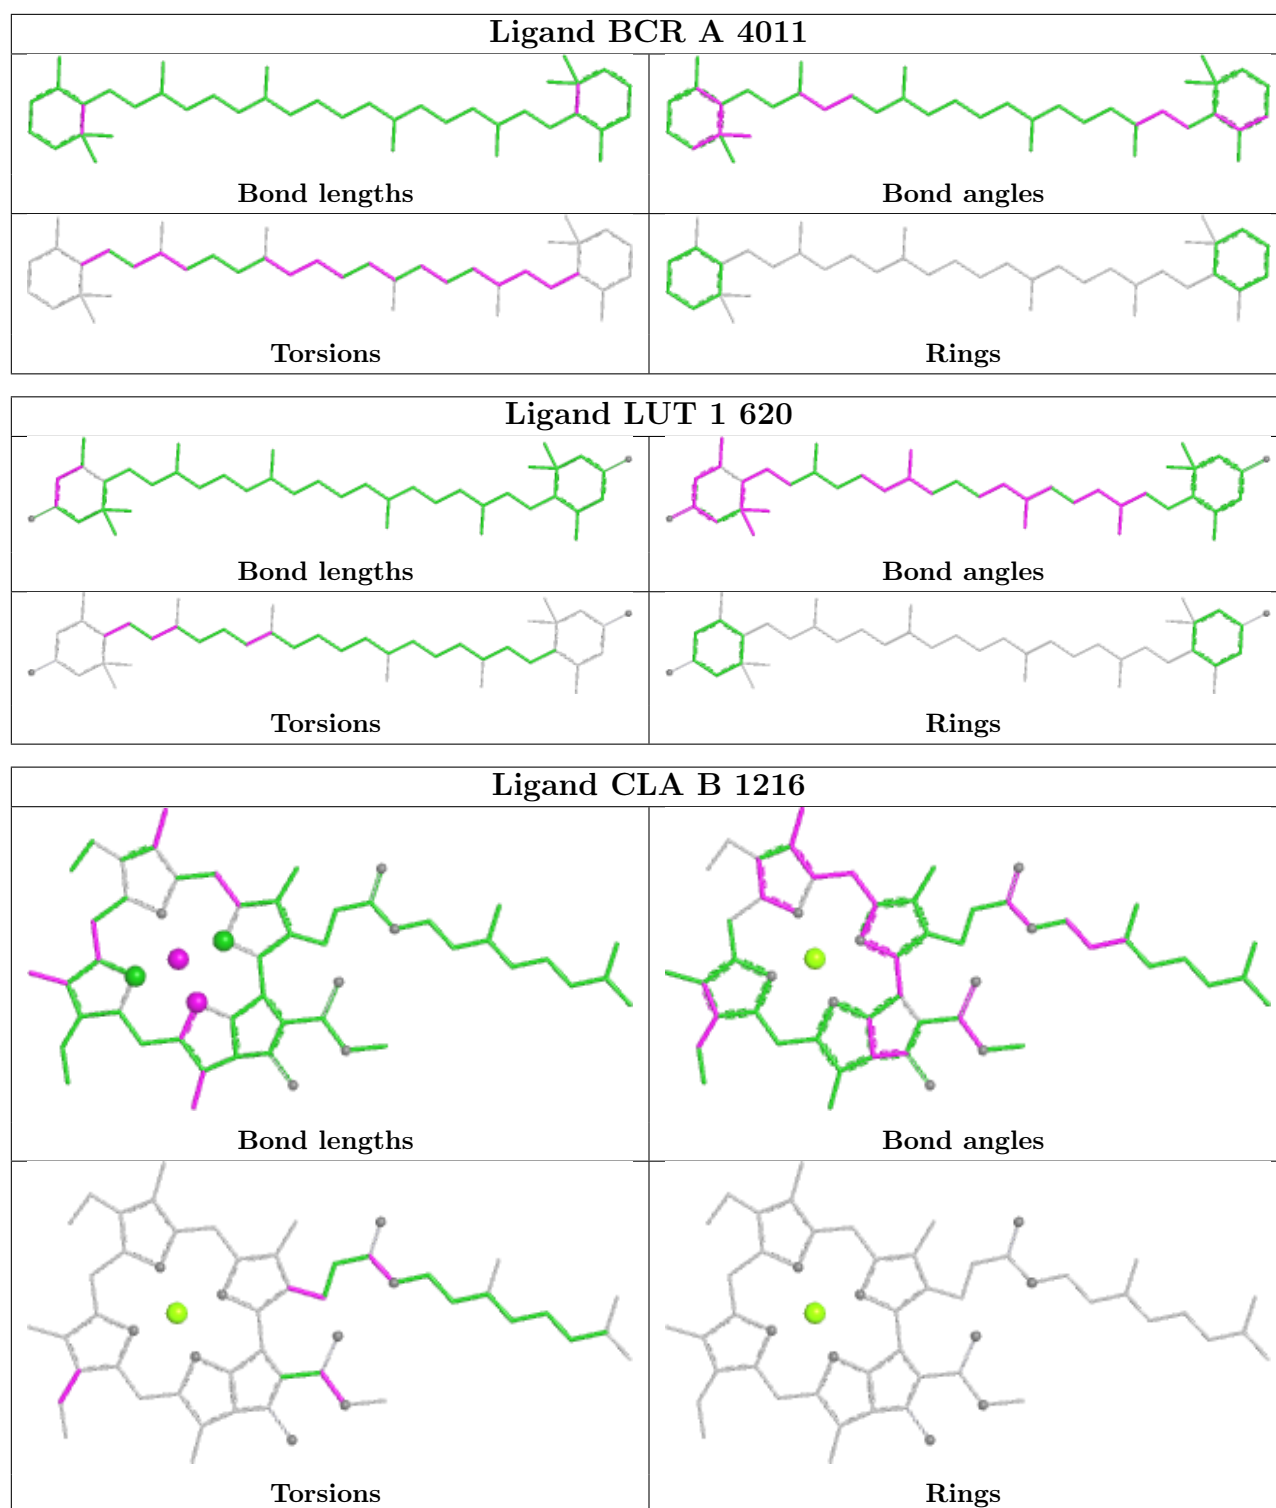 Ligand BCR A 4011
Bond lengths
Bond angles
Torsions
Rings
Ligand LUT 1 620
Bond lengths
Bond angles
Torsions
Rings
Ligand CLA B 1216
Bond lengths
Bond angles
Torsions
Rings